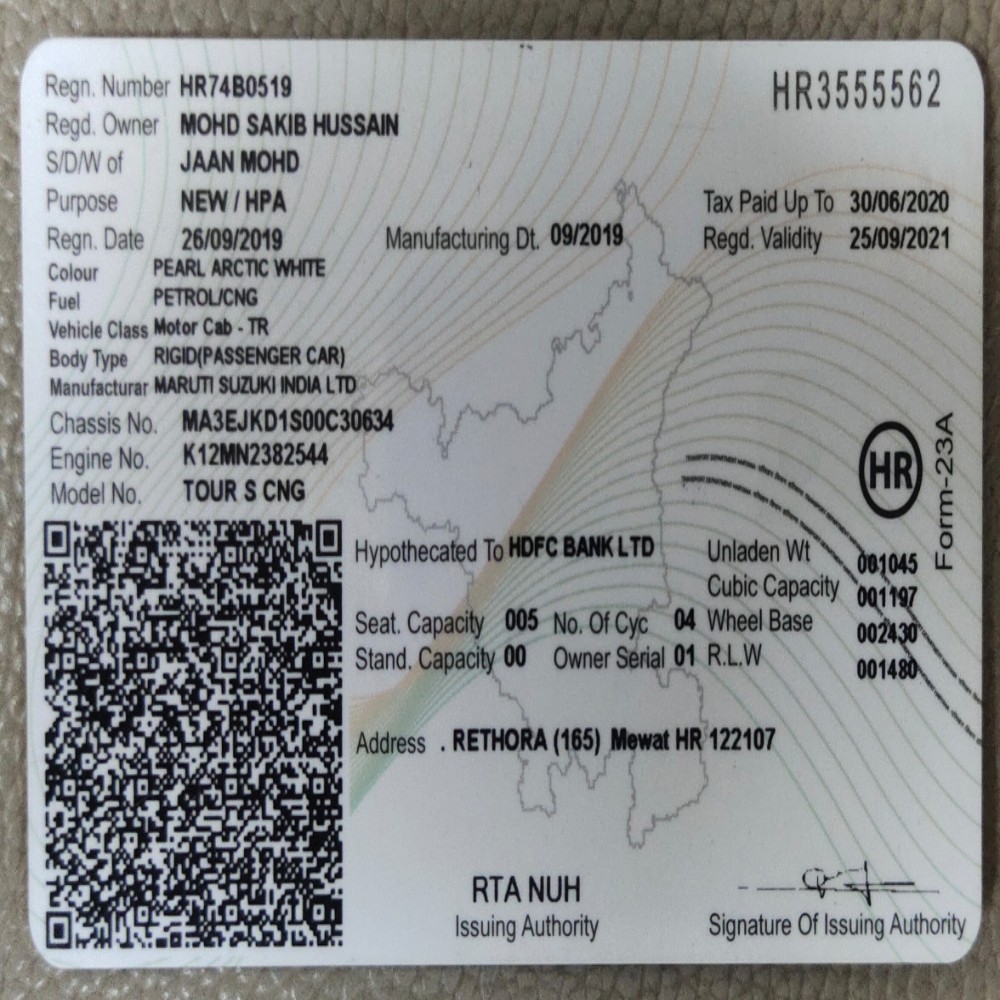 Regn. Number HR74B0519
HR3555562
Regd. Owner MOHD SAKIB HUSSAIN
S/D/W of JAAN MOHD
Purpose NEW / HPA
Tax Paid Up To 30/06/2020
Regn. Date 26/09/2019 Manufacturing Dt. 09/2019 Regd. Validity 25/09/2021
Colour PEARL ARCTIC WHITE
Fuel PETROL/CNG
Vehicle Class Motor Cab - TR
Body Type RIGID(PASSENGER CAR)
Manufacturar MARUTI SUZUKI INDIA LTD
Chassis No. MA3EJKD1S00C30634
Engine No. K12MN2382544
Model No. TOUR S CNG
HR
Form-23A
Hypothecated To HDFC BANK LTD Unladen Wt 001045
Cubic Capacity 001197
Seat. Capacity 005 No. Of Cyc 04 Wheel Base 002430
Stand. Capacity 00 Owner Serial 01 R.L.W 001480
Address . RETHORA (165) Mewat HR 122107
RTA NUH
Issuing Authority
Signature Of Issuing Authority